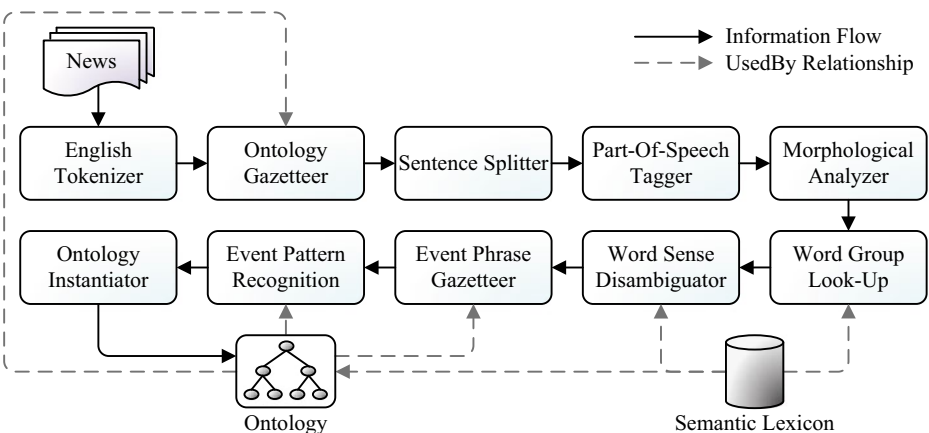 News
Information Flow
UsedBy Relationship
English
Tokenizer
Ontology
Gazetteer
Sentence Splitter
Part-Of-Speech
Tagger
Morphological
Analyzer
Ontology
Instantiator
Event Pattern
Recognition
Event Phrase
Gazetteer
Word Sense
Disambiguator
Word Group
Look-Up
Ontology
Semantic Lexicon